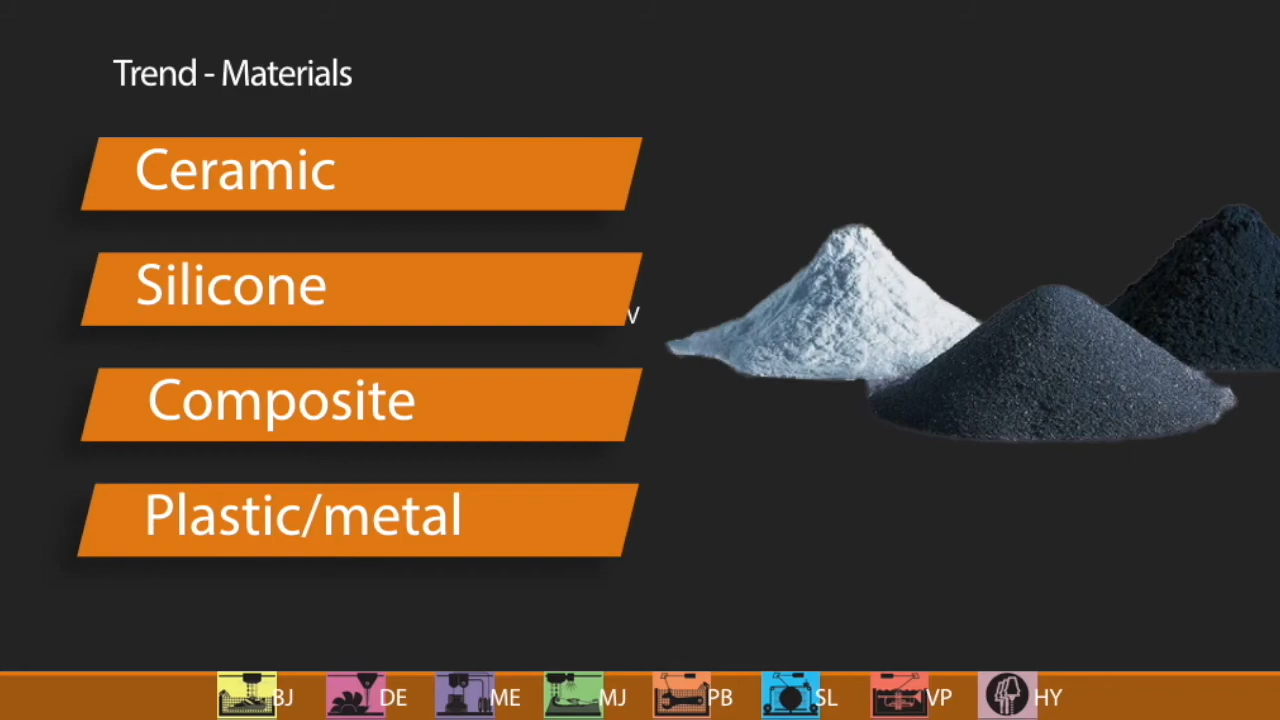 Trend - Materials
Ceramic
Silicone
V
Composite
Plastic/metal
BJ DE ME MJ PB SL VP HY